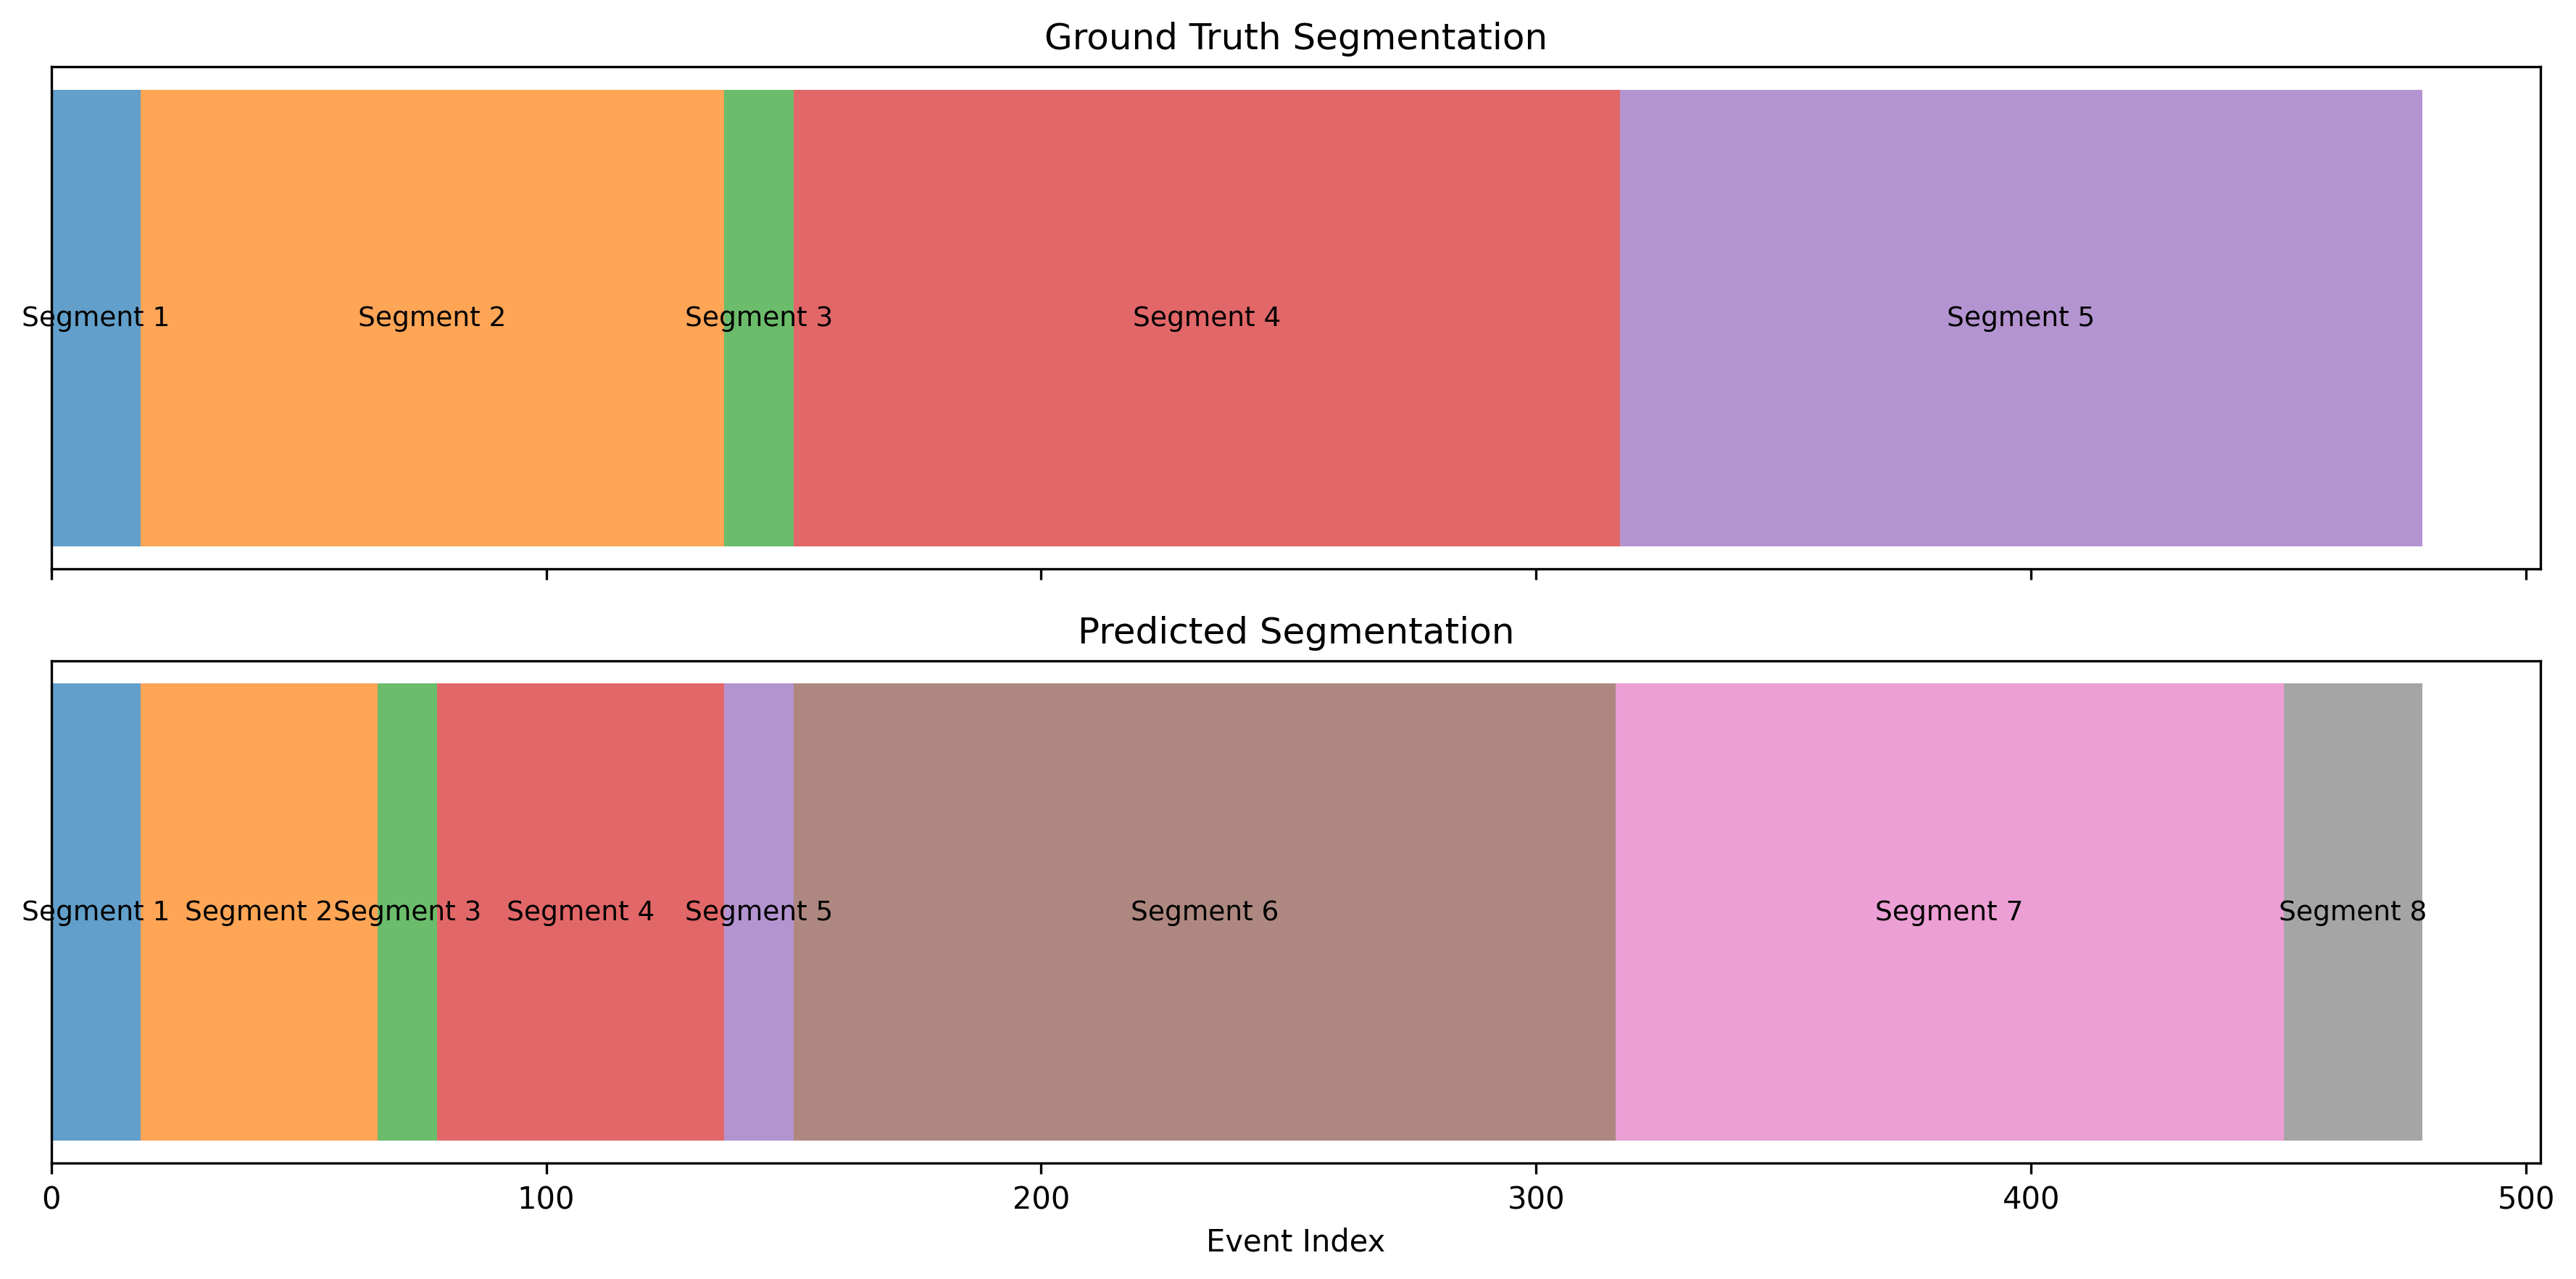 Ground Truth Segmentation
Segment 1 Segment 2 Segment 3 Segment 4 Segment 5
Predicted Segmentation
Segment 1 Segment 2 Segment 3 Segment 4 Segment 5 Segment 6 Segment 7 Segment 8
0 100 200 300 400 500
Event Index